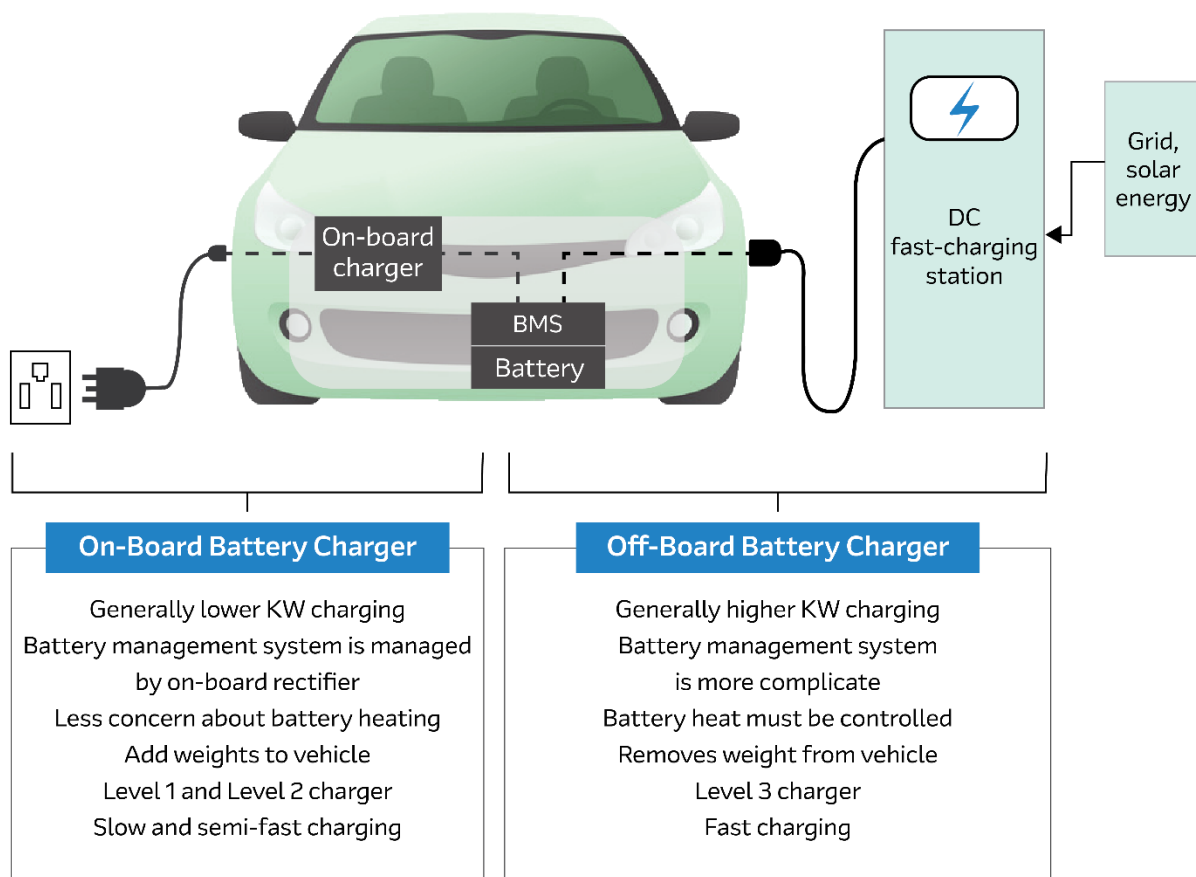 On-board
charger
BMS
Battery
DC
fast-charging
station
Grid,
solar
energy
On-Board Battery Charger
Generally lower KW charging
Battery management system is managed
by on-board rectifier
Less concern about battery heating
Add weights to vehicle
Level 1 and Level 2 charger
Slow and semi-fast charging
Off-Board Battery Charger
Generally higher KW charging
Battery management system
is more complicate
Battery heat must be controlled
Removes weight from vehicle
Level 3 charger
Fast charging